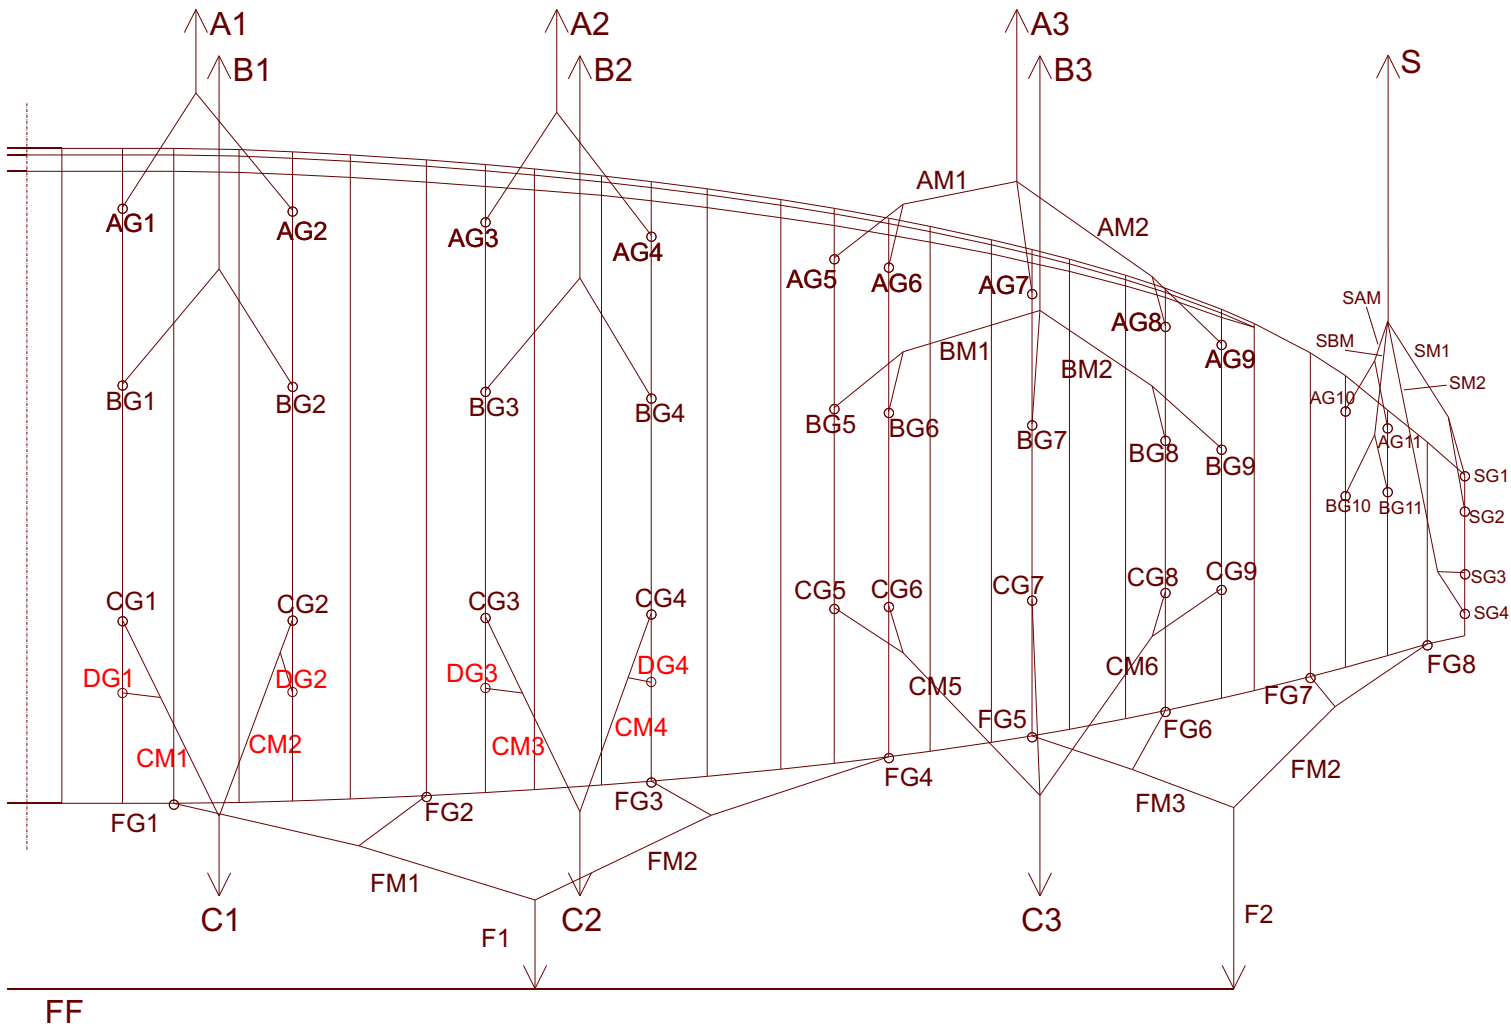 A1
A2
A3
B1
B2
B3
S
AM1
AM2
AG1
AG2
AG3
AG4
AG5
AG6
AG7
AG8
AG9
SAM
SBM
SM1
SM2
AG10
AG11
BM1
BM2
BG1
BG2
BG3
BG4
BG5
BG6
BG7
BG8
BG9
BG10
BG11
SG1
SG2
SG3
SG4
CG1
CG2
CG3
CG4
CG5
CG6
CG7
CG8
CG9
DG1
DG2
DG3
DG4
CM1
CM2
CM3
CM4
CM5
CM6
FG1
FG2
FG3
FG4
FG5
FG6
FG7
FG8
FM1
FM2
FM3
FM2
C1
C2
C3
F1
F2
FF